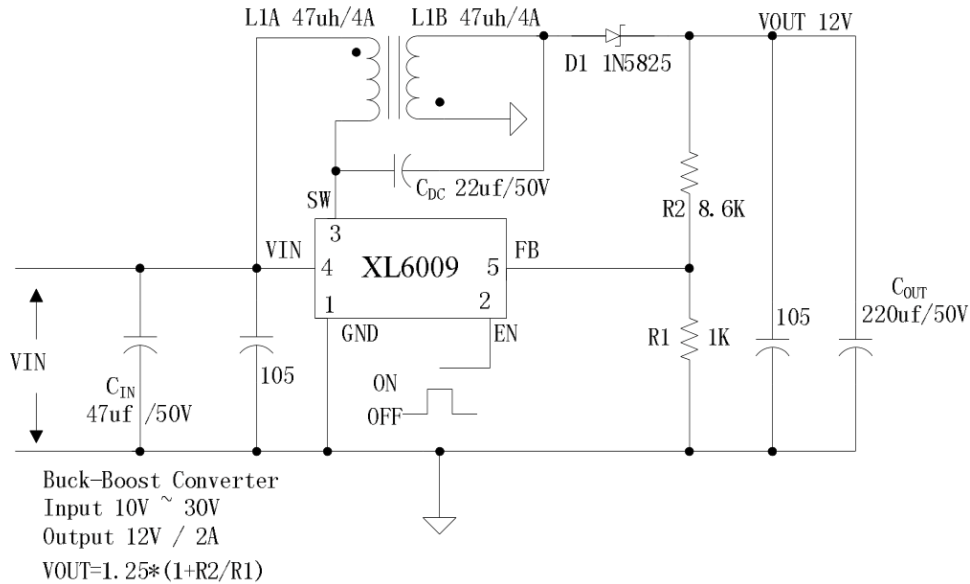 L1A 47uh/4A
L1B 47uh/4A
VOUT 12V
D1 1N5825
CDC 22uf/50V
SW
R2 8.6K
3
VIN
4
XL6009
5
FB
1
2
GND
EN
R1 1K
105
COUT
220uf/50V
VIN
CIN
47uf /50V
105
ON
OFF
Buck-Boost Converter
Input 10V ~ 30V
Output 12V / 2A
VOUT=1.25*(1+R2/R1)